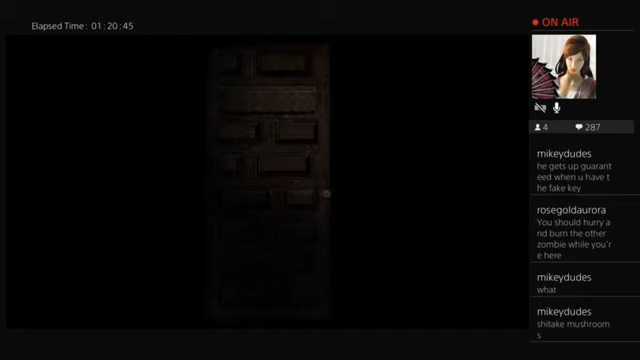 Elapsed Time: 01:20:45
ON AIR
4
287
mikeydudes
he gets up guarant
eed when u have t
he fake key
rosegoldaurora
You should hurry a
nd burn the other
zombie while you'r
e here
mikeydudes
what
mikeydudes
shitake mushroom
s